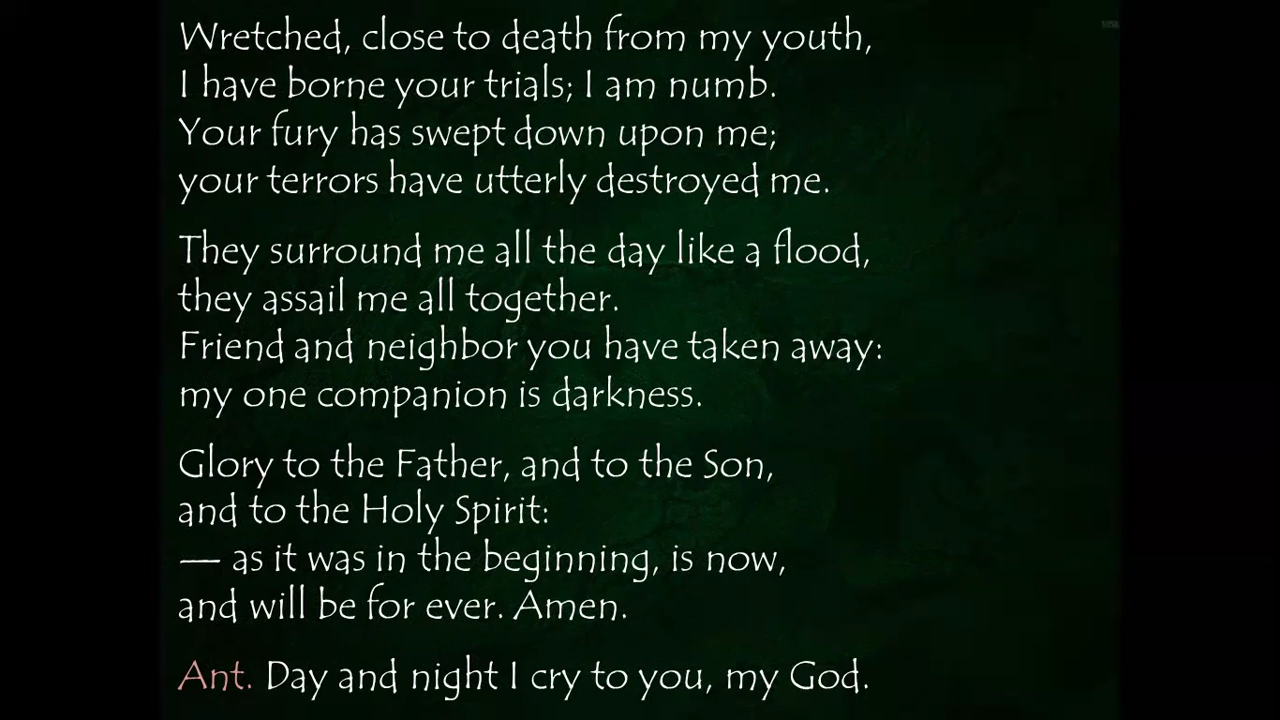 Wretched, close to death from my youth,
I have borne your trials; I am numb.
Your fury has swept down upon me;
your terrors have utterly destroyed me.
They surround me all the day like a flood,
they assail me all together.
Friend and neighbor you have taken away:
my one companion is darkness.
Glory to the Father, and to the Son,
and to the Holy Spirit:
— as it was in the beginning, is now,
and will be for ever. Amen.
Ant. Day and night I cry to you, my God.